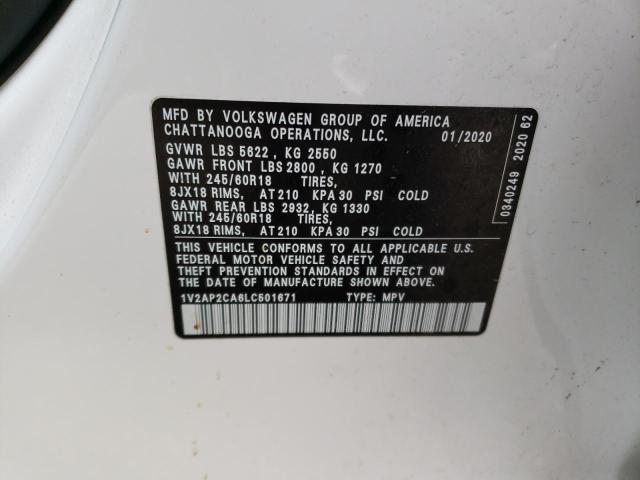 MFD BY VOLKSWAGEN GROUP OF AMERICA
CHATTANOOGA OPERATIONS, LLC. 01/2020
GVWR LBS 5622 , KG 2550
GAWR FRONT LBS 2800 , KG 1270
WITH 245/60R18 TIRES,
8JX18 RIMS, AT 210 KPA 30 PSI COLD
GAWR REAR LBS 2932, KG 1330
WITH 245/60R18 TIRES,
8JX18 RIMS, AT 210 KPA 30 PSI COLD
THIS VEHICLE CONFORMS TO ALL APPLICABLE U.S.
FEDERAL MOTOR VEHICLE SAFETY AND
THEFT PREVENTION STANDARDS IN EFFECT ON THE
DATE OF MANUFACTURE SHOWN ABOVE.
1V2AP2CA6LC501671 TYPE: MPV
0340249 2020 62